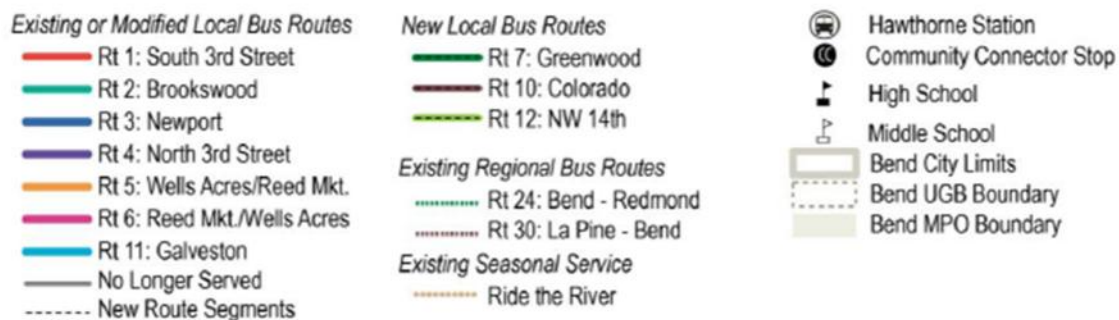 Existing or Modified Local Bus Routes
Rt 1: South 3rd Street
Rt 2: Brookswood
Rt 3: Newport
Rt 4: North 3rd Street
Rt 5: Wells Acres/Reed Mkt.
Rt 6: Reed Mkt./Wells Acres
Rt 11: Galveston
No Longer Served
New Route Segments
New Local Bus Routes
Rt 7: Greenwood
Rt 10: Colorado
Rt 12: NW 14th
Existing Regional Bus Routes
Rt 24: Bend - Redmond
Rt 30: La Pine - Bend
Existing Seasonal Service
Ride the River
Hawthorne Station
Community Connector Stop
High School
Middle School
Bend City Limits
Bend UGB Boundary
Bend MPO Boundary